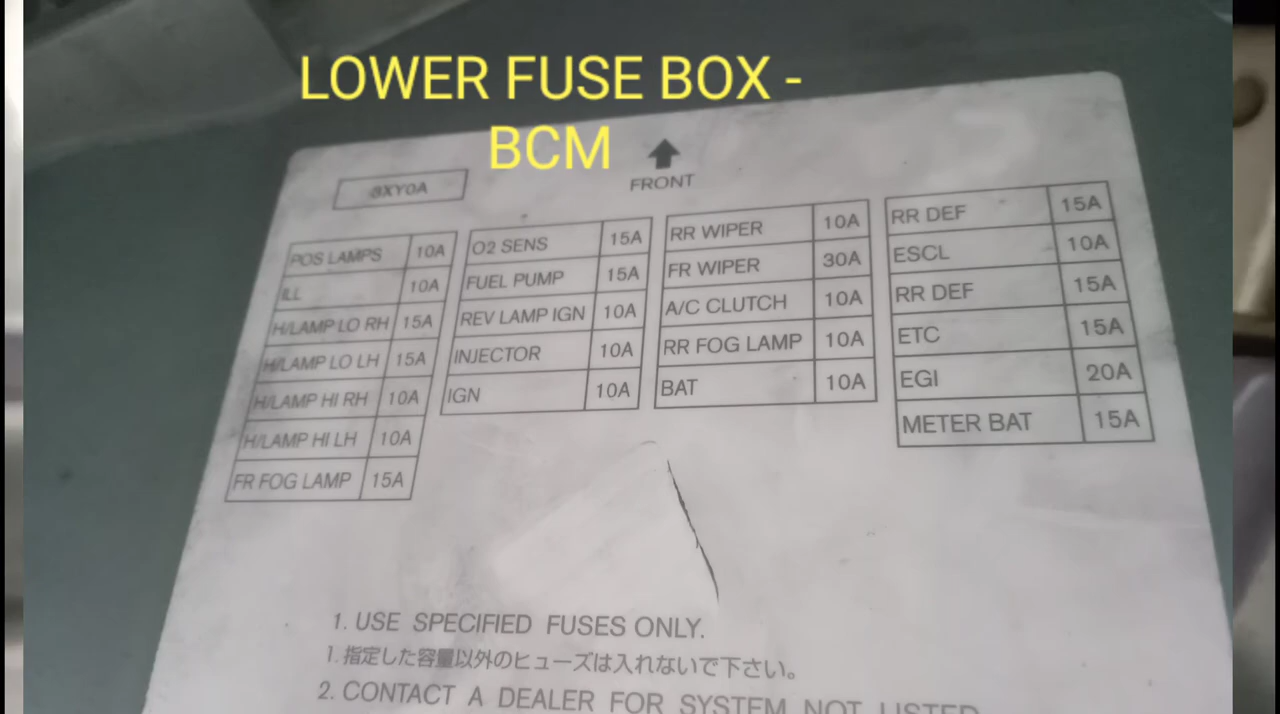 LOWER FUSE BOX -
BCM
8XY0A
FRONT
POS LAMPS 10A
ILL 10A
H/LAMP LO RH 15A
H/LAMP LO LH 15A
H/LAMP HI RH 10A
H/LAMP HI LH 10A
FR FOG LAMP 15A
O2 SENS 15A
FUEL PUMP 15A
REV LAMP IGN 10A
INJECTOR 10A
IGN 10A
RR WIPER 10A
FR WIPER 30A
A/C CLUTCH 10A
RR FOG LAMP 10A
BAT 10A
RR DEF 15A
ESCL 10A
RR DEF 15A
ETC 15A
EGI 20A
METER BAT 15A
1. USE SPECIFIED FUSES ONLY.
1. 指定した容量以外のヒューズは入れないで下さい。
2. CONTACT A DEALER FOR SYSTEM NOT LISTED